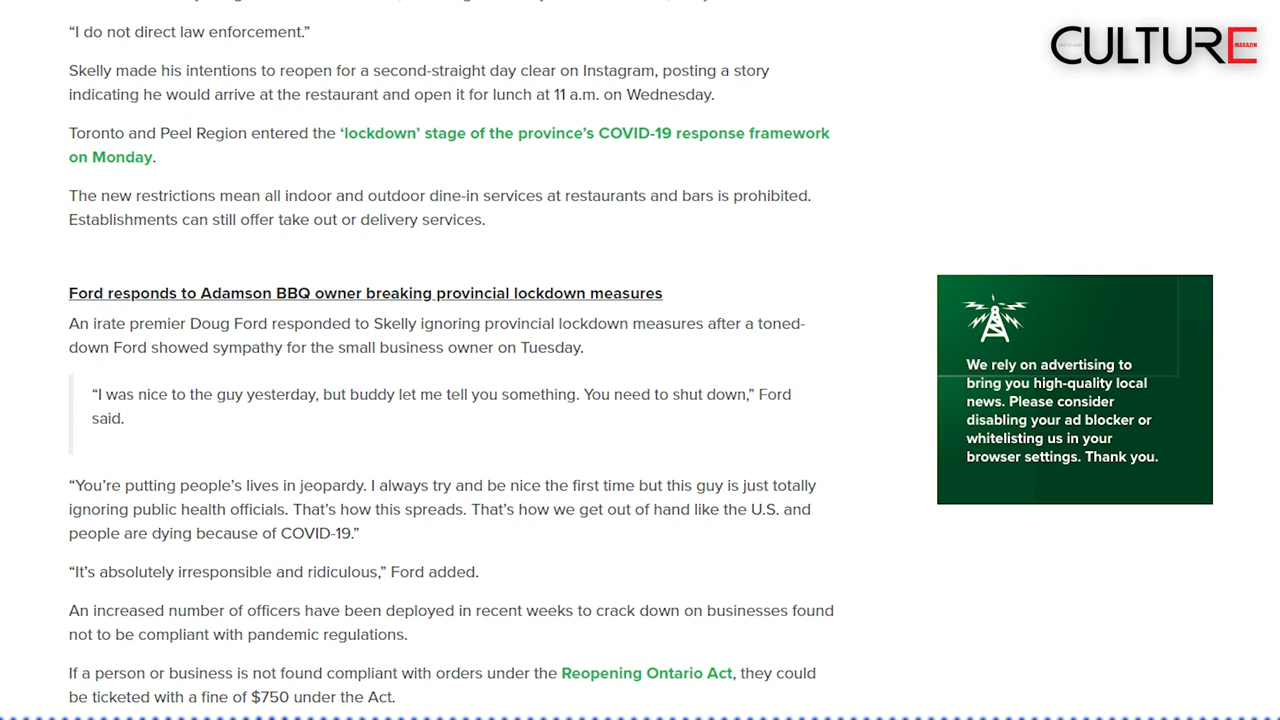 “I do not direct law enforcement.”
Skelly made his intentions to reopen for a second-straight day clear on Instagram, posting a story
indicating he would arrive at the restaurant and open it for lunch at 11 a.m. on Wednesday.
Toronto and Peel Region entered the ‘lockdown’ stage of the province’s COVID-19 response framework
on Monday.
The new restrictions mean all indoor and outdoor dine-in services at restaurants and bars is prohibited.
Establishments can still offer take out or delivery services.
Ford responds to Adamson BBQ owner breaking provincial lockdown measures
An irate premier Doug Ford responded to Skelly ignoring provincial lockdown measures after a toned-
down Ford showed sympathy for the small business owner on Tuesday.
“I was nice to the guy yesterday, but buddy let me tell you something. You need to shut down,” Ford
said.
“You’re putting people’s lives in jeopardy. I always try and be nice the first time but this guy is just totally
ignoring public health officials. That’s how this spreads. That’s how we get out of hand like the U.S. and
people are dying because of COVID-19.”
“It’s absolutely irresponsible and ridiculous,” Ford added.
An increased number of officers have been deployed in recent weeks to crack down on businesses found
not to be compliant with pandemic regulations.
If a person or business is not found compliant with orders under the Reopening Ontario Act, they could
be ticketed with a fine of $750 under the Act.
CULTURE
MAGAZIN
We rely on advertising to
bring you high-quality local
news. Please consider
disabling your ad blocker or
whitelisting us in your
browser settings. Thank you.